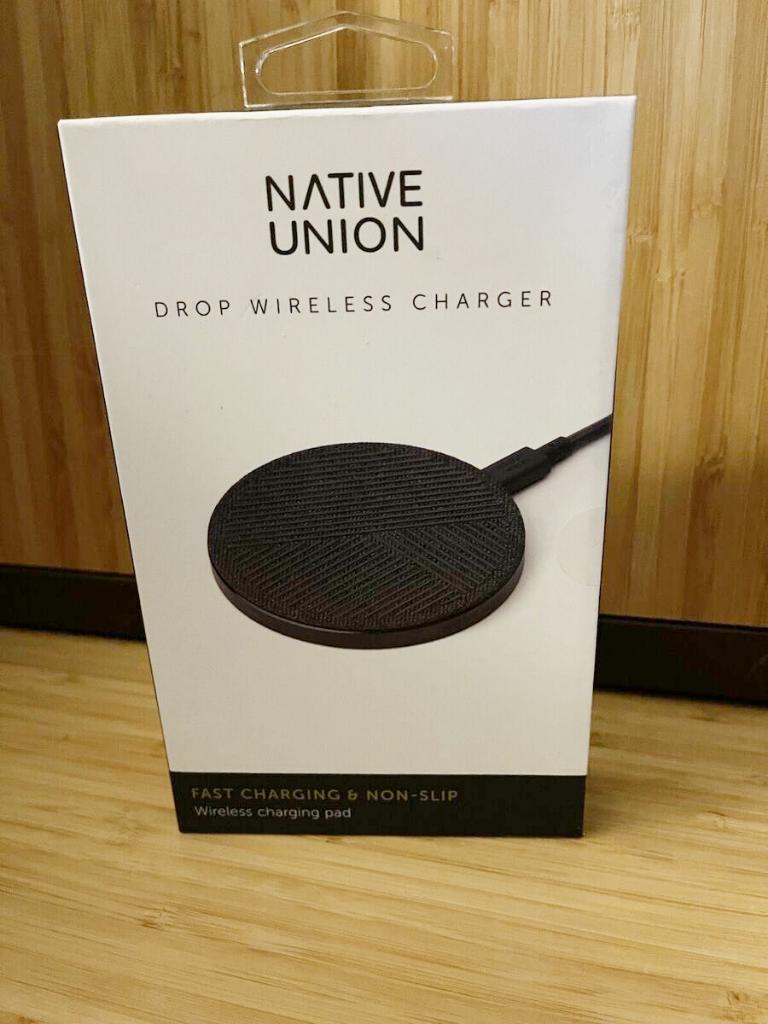 NATIVE
UNION
DROP WIRELESS CHARGER
FAST CHARGING & NON-SLIP
Wireless charging pad